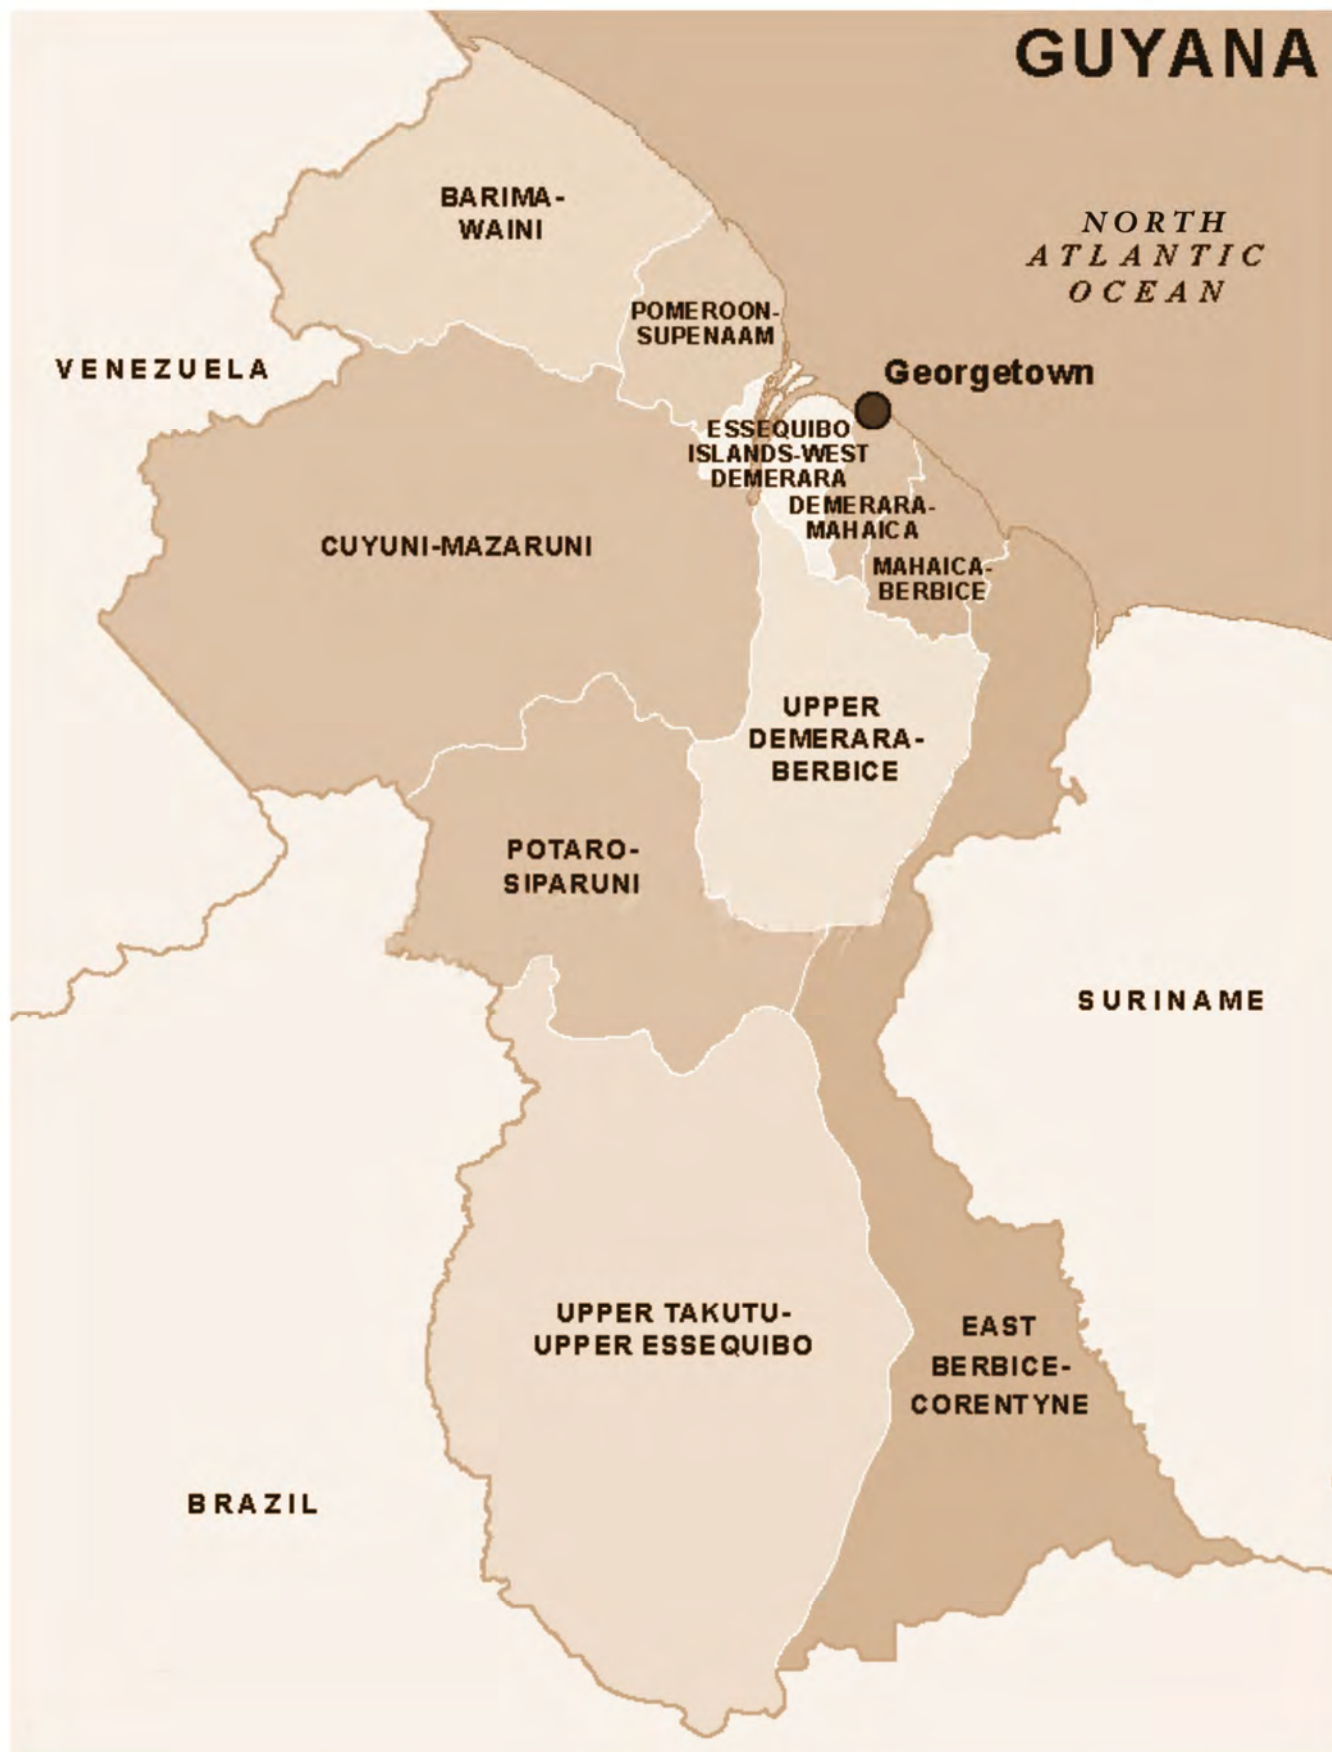 GUYANA
BARIMA-
WAINI
NORTH
ATLANTIC
OCEAN
POMEROON-
SUPENAAM
VENEZUELA
Georgetown
ESSEQUIBO
ISLANDS-WEST
DEMERARA
DEMERARA-
MAHAICA
CUYUNI-MAZARUNI
MAHAICA-
BERBICE
UPPER
DEMERARA-
BERBICE
POTARO-
SIPARUNI
SURINAME
UPPER TAKUTU-
UPPER ESSEQUIBO
EAST
BERBICE-
CORENTYNE
BRAZIL